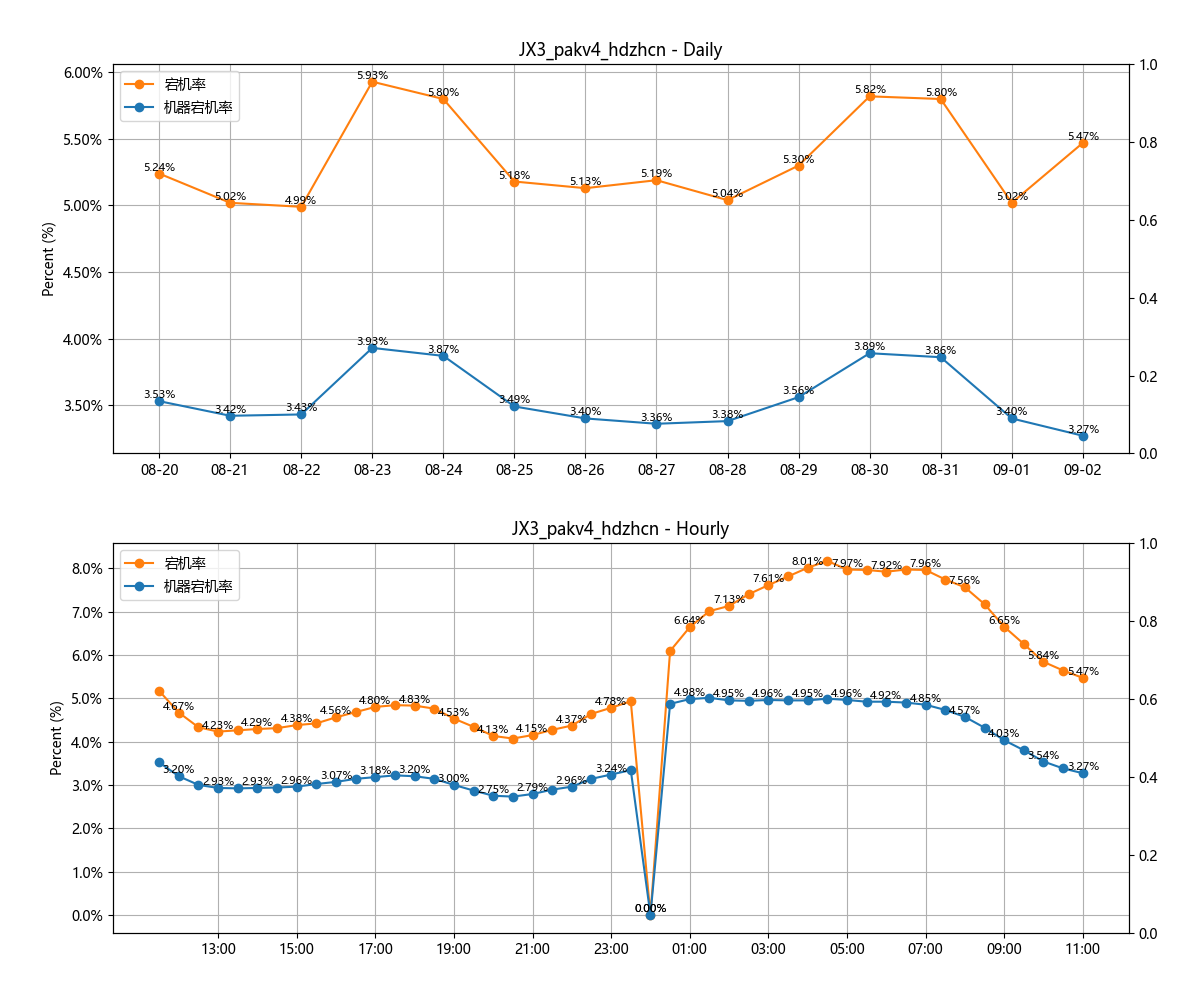 JX3_pakv4_hdzhcn - Daily
宕机率
机器宕机率
Percent (%)
6.00%
5.50%
5.00%
4.50%
4.00%
3.50%
1.0
0.8
0.6
0.4
0.2
0.0
5.24% 5.02% 4.99% 5.93% 5.80% 5.18% 5.13% 5.19% 5.04% 5.30% 5.82% 5.80% 5.02% 5.47%
3.53% 3.42% 3.43% 3.93% 3.87% 3.49% 3.40% 3.36% 3.38% 3.56% 3.89% 3.86% 3.40% 3.27%
08-20 08-21 08-22 08-23 08-24 08-25 08-26 08-27 08-28 08-29 08-30 08-31 09-01 09-02
JX3_pakv4_hdzhcn - Hourly
宕机率
机器宕机率
Percent (%)
8.0%
7.0%
6.0%
5.0%
4.0%
3.0%
2.0%
1.0%
0.0%
1.0
0.8
0.6
0.4
0.2
0.0
4.67% 4.23% 4.29% 4.38% 4.56% 4.80% 4.83% 4.53% 4.13% 4.15% 4.37% 4.78% 0.00% 6.64% 7.13% 7.61% 8.01% 7.97% 7.92% 7.96% 7.56% 6.65% 5.84% 5.47%
3.20% 2.93% 2.93% 2.96% 3.07% 3.18% 3.20% 3.00% 2.75% 2.79% 2.96% 3.24% 0.00% 4.98% 4.95% 4.96% 4.95% 4.96% 4.92% 4.85% 4.57% 4.03% 3.54% 3.27%
13:00 15:00 17:00 19:00 21:00 23:00 01:00 03:00 05:00 07:00 09:00 11:00